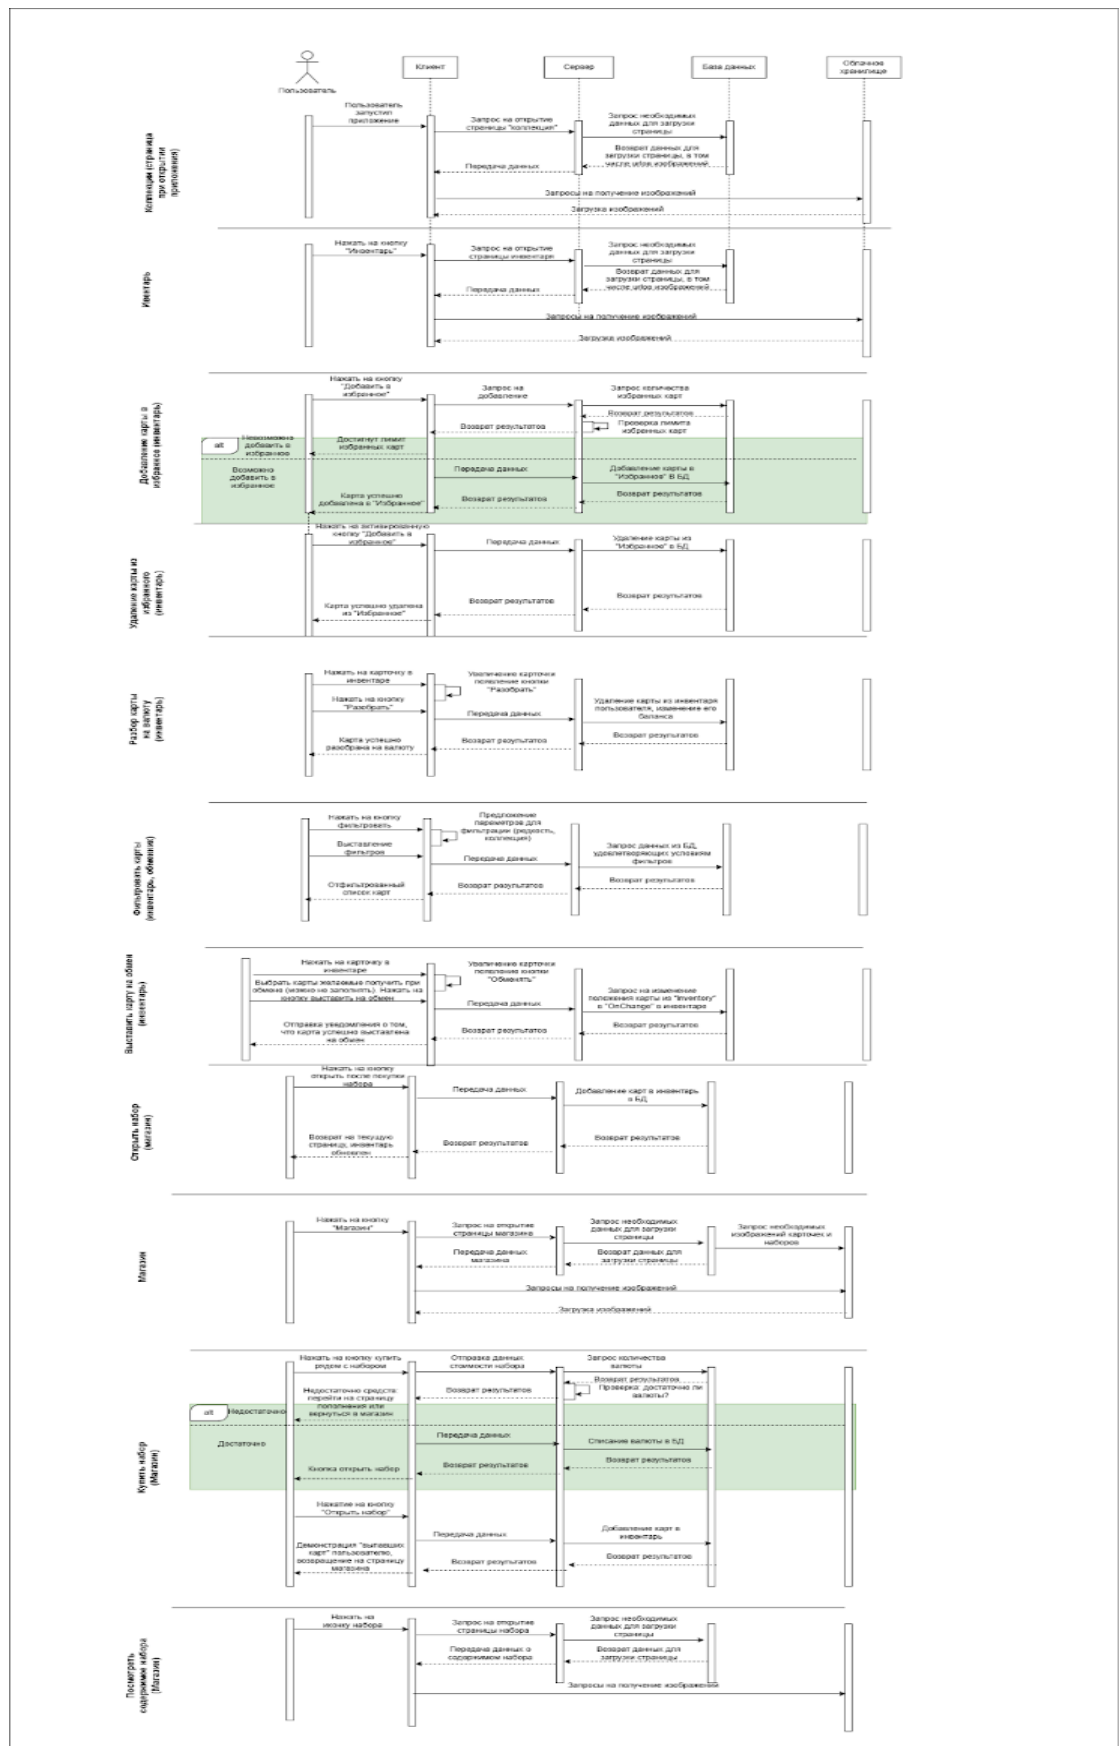 Пользователь
Клиент
Сервер
База данных
Облачное
хранилище
Коллекции (страница
при открытии
приложения)
Пользователь
запустил
приложение
Запрос на открытие
страницы "коллекция"
Запрос необходимых
данных для загрузки
страницы
Возврат данных для
загрузки страницы, в том
числе urlов изображений
Передача данных
Запросы на получение изображений
Загрузка изображений
Инвентарь
Нажать на кнопку
"Инвентарь"
Запрос на открытие
страницы инвентаря
Запрос необходимых
данных для загрузки
страницы
Возврат данных для
загрузки страницы, в том
числе urlов изображений
Передача данных
Запросы на получение изображений
Загрузка изображений
Добавление карты в
избранное (инвентарь)
Нажать на кнопку
"Добавить в
избранное"
Запрос на
добавление
Запрос количества
избранных карт
Возврат результатов
Проверка лимита
избранных карт
Возврат результатов
alt
Невозможно
добавить в
избранное
Достигнут лимит
избранных карт
Возможно
добавить в
избранное
Передача данных
Добавление карты в
"Избранное" В БД
Возврат результатов
Возврат результатов
Карта успешно
добавлена в "Избранное"
Удаление карты из
избранного
(инвентарь)
Нажать на активированную
кнопку "Добавить в
избранное"
Передача данных
Удаление карты из
"Избранное" в БД
Возврат результатов
Возврат результатов
Карта успешно удалена
из "Избранное"
Разбор карты
на валюту
(инвентарь)
Нажать на карточку в
инвентаре
Увеличение карточки
появление кнопки
"Разобрать"
Нажать на кнопку
"Разобрать"
Передача данных
Удаление карты из инвентаря
пользователя, изменение его
баланса
Возврат результатов
Возврат результатов
Карта успешно
разобрана на валюту
Фильтровать карты
(инвентарь, обменник)
Нажать на кнопку
фильтровать
Предложение
параметров для
фильтрации (редкость,
коллекция)
Выставление
фильтров
Передача данных
Запрос данных из БД,
удовлетворяющих условиям
фильтров
Возврат результатов
Возврат результатов
Отфильтрованный
список карт
Выставить карту на обмен
(инвентарь)
Нажать на карточку в
инвентаре
Увеличение карточки
появление кнопки
"Обменять"
Выбрать карты желаемые получить при
обмене (можно не заполнять). Нажать на
кнопку выставить на обмен
Передача данных
Запрос на изменение
положения карты из "Inventory"
в "OnChange" в инвентаре
Возврат результатов
Возврат результатов
Отправка уведомления о том,
что карта успешно выставлена
на обмен
Открыть набор
(магазин)
Нажать на кнопку
открыть после покупки
набора
Передача данных
Добавление карт в инвентарь
в БД
Возврат результатов
Возврат результатов
Возврат на текущую
страницу, инвентарь
обновлен
Магазин
Нажать на кнопку
"Магазин"
Запрос на открытие
страницы магазина
Запрос необходимых
данных для загрузки
страницы
Запрос необходимых
изображений карточек и
наборов
Передача данных
магазина
Возврат данных для
загрузки страницы
Запросы на получение изображений
Загрузка изображений
Купить набор
(Магазин)
Нажать на кнопку купить
рядем с набором
Отправка данных
стоимости набора
Запрос количества
валюты
Возврат результатов
Проверка: достаточно ли
валюты?
Возврат результатов
Недостаточно средств:
перейти на страницу
пополнения или
вернуться в магазин
alt
Недостаточно
Достаточно
Передача данных
Списание валюты в БД
Возврат результатов
Возврат результатов
Кнопка открыть набор
Нажатие на кнопку
"Открыть набор"
Передача данных
Добавление карт в
инвентарь
Демонстрация "выпавших
карт" пользователю,
возвращение на страницу
магазина
Возврат результатов
Возврат результатов
Посмотреть
содержимое набора
(Магазин)
Нажать на
иконку набора
Запрос на открытие
страницы набора
Запрос необходимых
данных для загрузки
страницы
Передача данных о
содержимом набора
Возврат данных для
загрузки страницы
Запросы на получение изображений